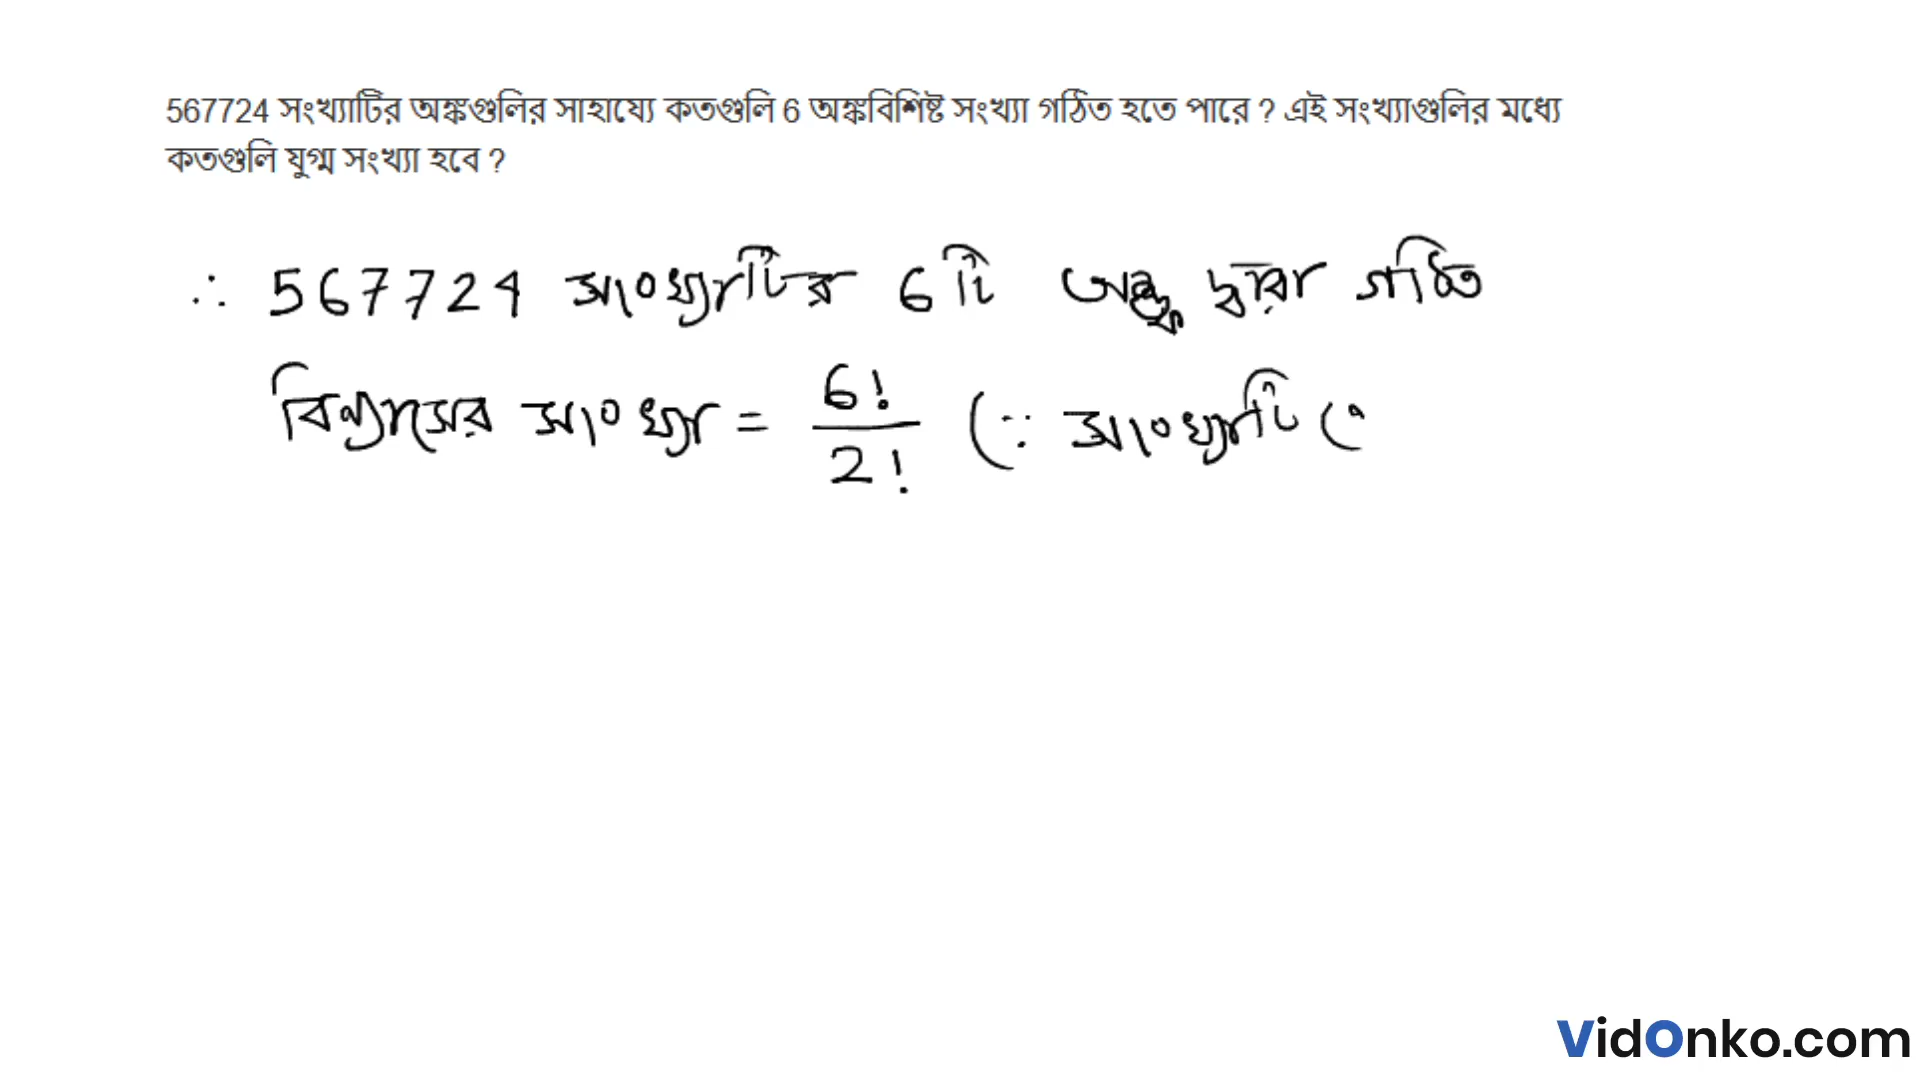 567724 সংখ্যাটির অঙ্কগুলির সাহায্যে কতগুলি 6 অঙ্কবিশিষ্ট সংখ্যা গঠিত হতে পারে ? এই সংখ্যাগুলির মধ্যে
কতগুলি যুগ্ম সংখ্যা হবে ?
∴ 567724 সংখ্যাটির 6টি অঙ্ক দ্বারা গঠিত
বিন্যাসের সংখ্যা = 6!/2! (∵ সংখ্যাটিতে
VidOnko.com